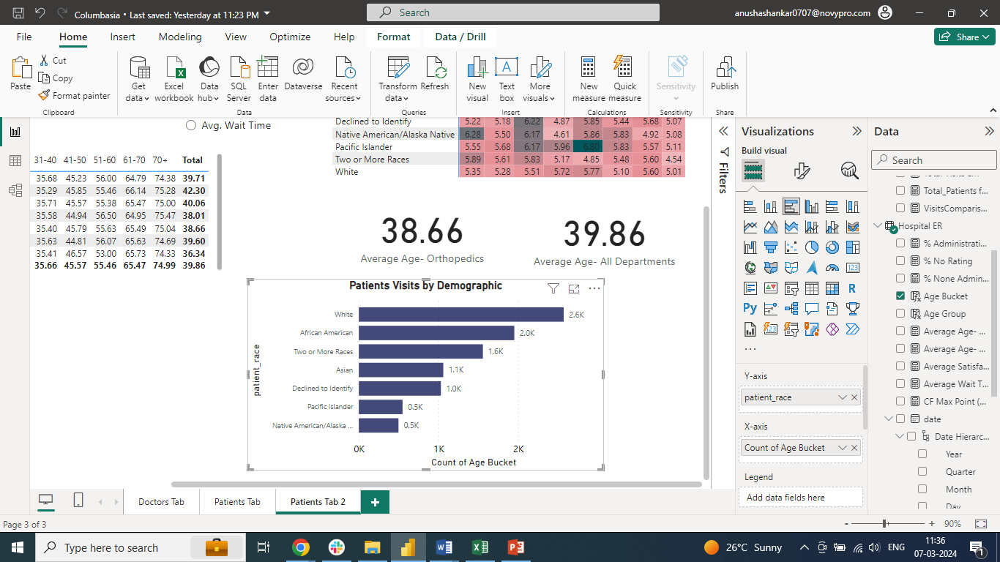 Columbasia • Last saved: Yesterday at 11:23 PM
Search
anushashankar0707@novypro.com
File Home Insert Modeling View Optimize Help Format Data / Drill
Share
Paste
Cut
Copy
Format painter
Get data
Excel workbook
Data hub
SQL Server
Enter data
Dataverse
Recent sources
Transform data
Refresh
New visual
Text box
More visuals
New measure
Quick measure
Sensitivity
Publish
Clipboard Data Queries Insert Calculations Sensitivity Share
Avg. Wait Time
31-40 41-50 51-60 61-70 70+ Total
35.68 45.23 56.00 64.79 74.38 39.71
35.29 45.85 55.46 66.14 75.28 42.30
35.71 45.57 55.38 65.47 75.00 40.06
35.58 44.94 56.50 64.95 75.47 38.01
35.40 45.79 55.63 65.49 75.04 38.66
35.63 44.81 56.07 65.63 74.69 39.60
35.41 46.57 53.00 65.73 74.33 36.34
35.66 45.57 55.46 65.47 74.99 39.86
Declined to Identify 5.22 5.18 6.22 4.87 5.85 5.44 5.68 5.07
Native American/Alaska Native 6.28 5.50 6.17 4.61 5.86 5.83 4.92 5.08
Pacific Islander 5.55 5.68 6.17 5.96 6.80 5.83 5.57 5.11
Two or More Races 5.89 5.61 5.83 5.17 4.85 5.48 5.60 4.54
White 5.35 5.28 5.51 5.72 5.77 5.10 5.60 5.01
38.66
Average Age- Orthopedics
39.86
Average Age- All Departments
Patients Visits by Demographic
patient_race
White 2.6K
African American 2.0K
Two or More Races 1.6K
Asian 1.1K
Declined to Identify 1.0K
Pacific Islander 0.5K
Native American/Alaska ... 0.5K
0K 1K 2K
Count of Age Bucket
Filters
Visualizations
Build visual
123
R
Py
123
...
Y-axis
patient_race
X-axis
Count of Age Bucket
Legend
Add data fields here
Data
Search
Total_Patients f...
VisitsComparis...
Hospital ER
% Administrati...
% No Rating
% None Admin...
Age Bucket
Age Group
Average Age- ...
Average Age- ...
Average Satisfa...
Average Wait T...
CF Max Point (...
date
Date Hierarc...
Year
Quarter
Month
Day
Doctors Tab
Patients Tab
Patients Tab 2
+
Page 3 of 3
- + 90%
Type here to search
26°C Sunny
ENG
11:36
07-03-2024
1